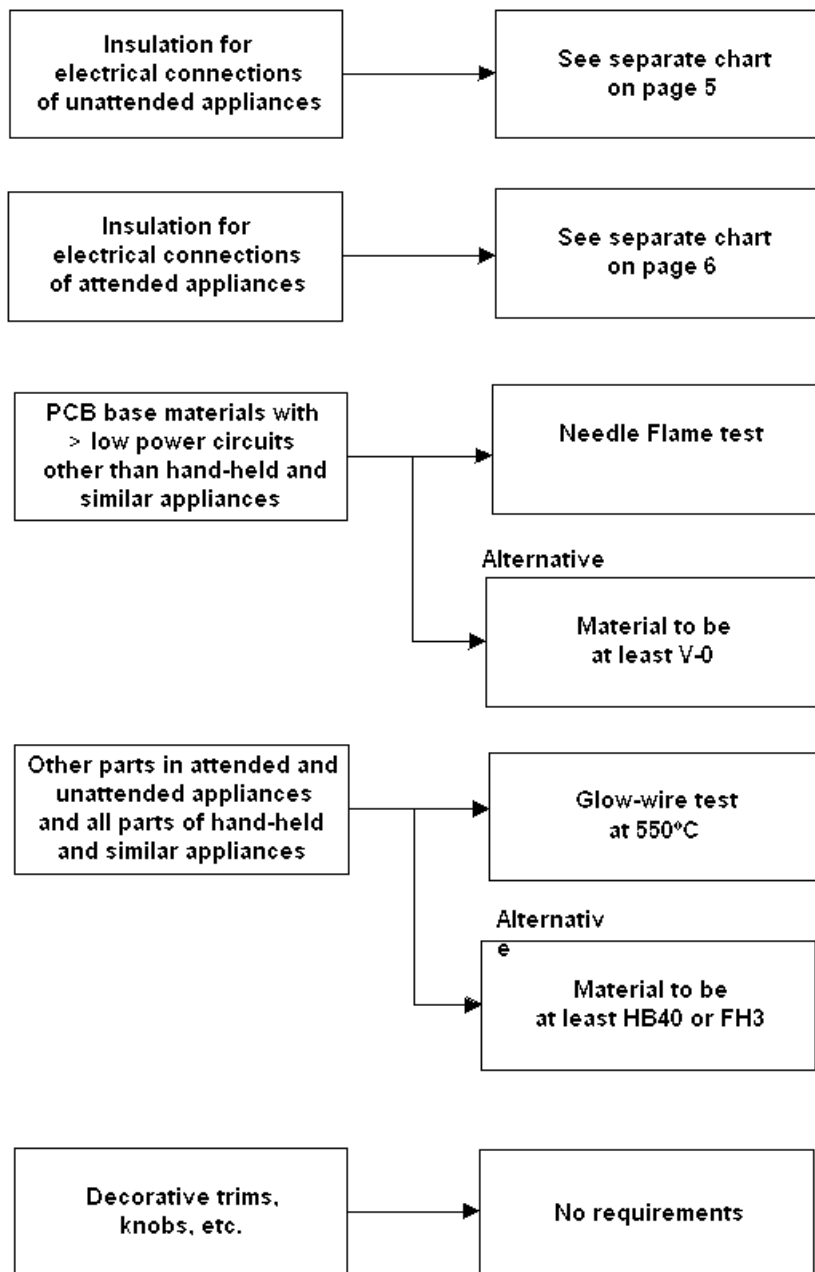 Insulation for
electrical connections
of unattended appliances
See separate chart
on page 5
Insulation for
electrical connections
of attended appliances
See separate chart
on page 6
PCB base materials with
> low power circuits
other than hand-held and
similar appliances
Needle Flame test
Alternative
Material to be
at least V-0
Other parts in attended and
unattended appliances
and all parts of hand-held
and similar appliances
Glow-wire test
at 550°C
Alternativ
e
Material to be
at least HB40 or FH3
Decorative trims,
knobs, etc.
No requirements